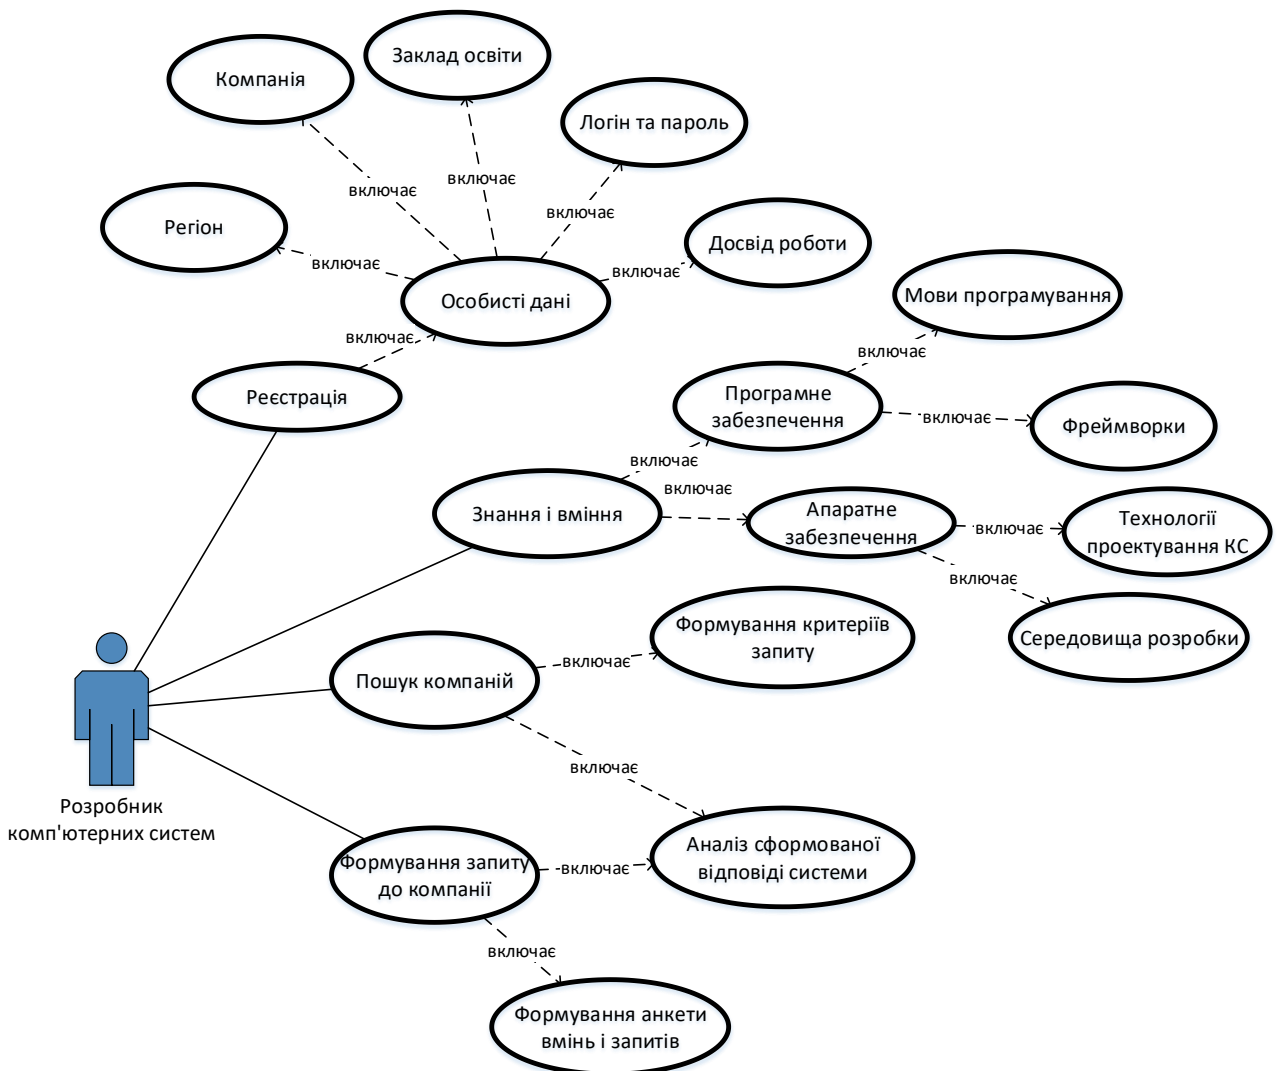 Заклад освіти
Компанія
Логін та пароль
включає
включає
включає
Регіон
Досвід роботи
включає
включає
Особисті дані
Мови програмування
включає
включає
Реєстрація
Програмне
забезпечення
включає
Фреймворки
включає
включає
Знання і вміння
Апаратне
забезпечення
включає
Технології
проектування КС
включає
Формування критеріїв
запиту
Середовища розробки
включає
Пошук компаній
включає
Розробник
комп'ютерних систем
Формування запиту
до компанії
включає
Аналіз сформованої
відповіді системи
включає
Формування анкети
вмінь і запитів